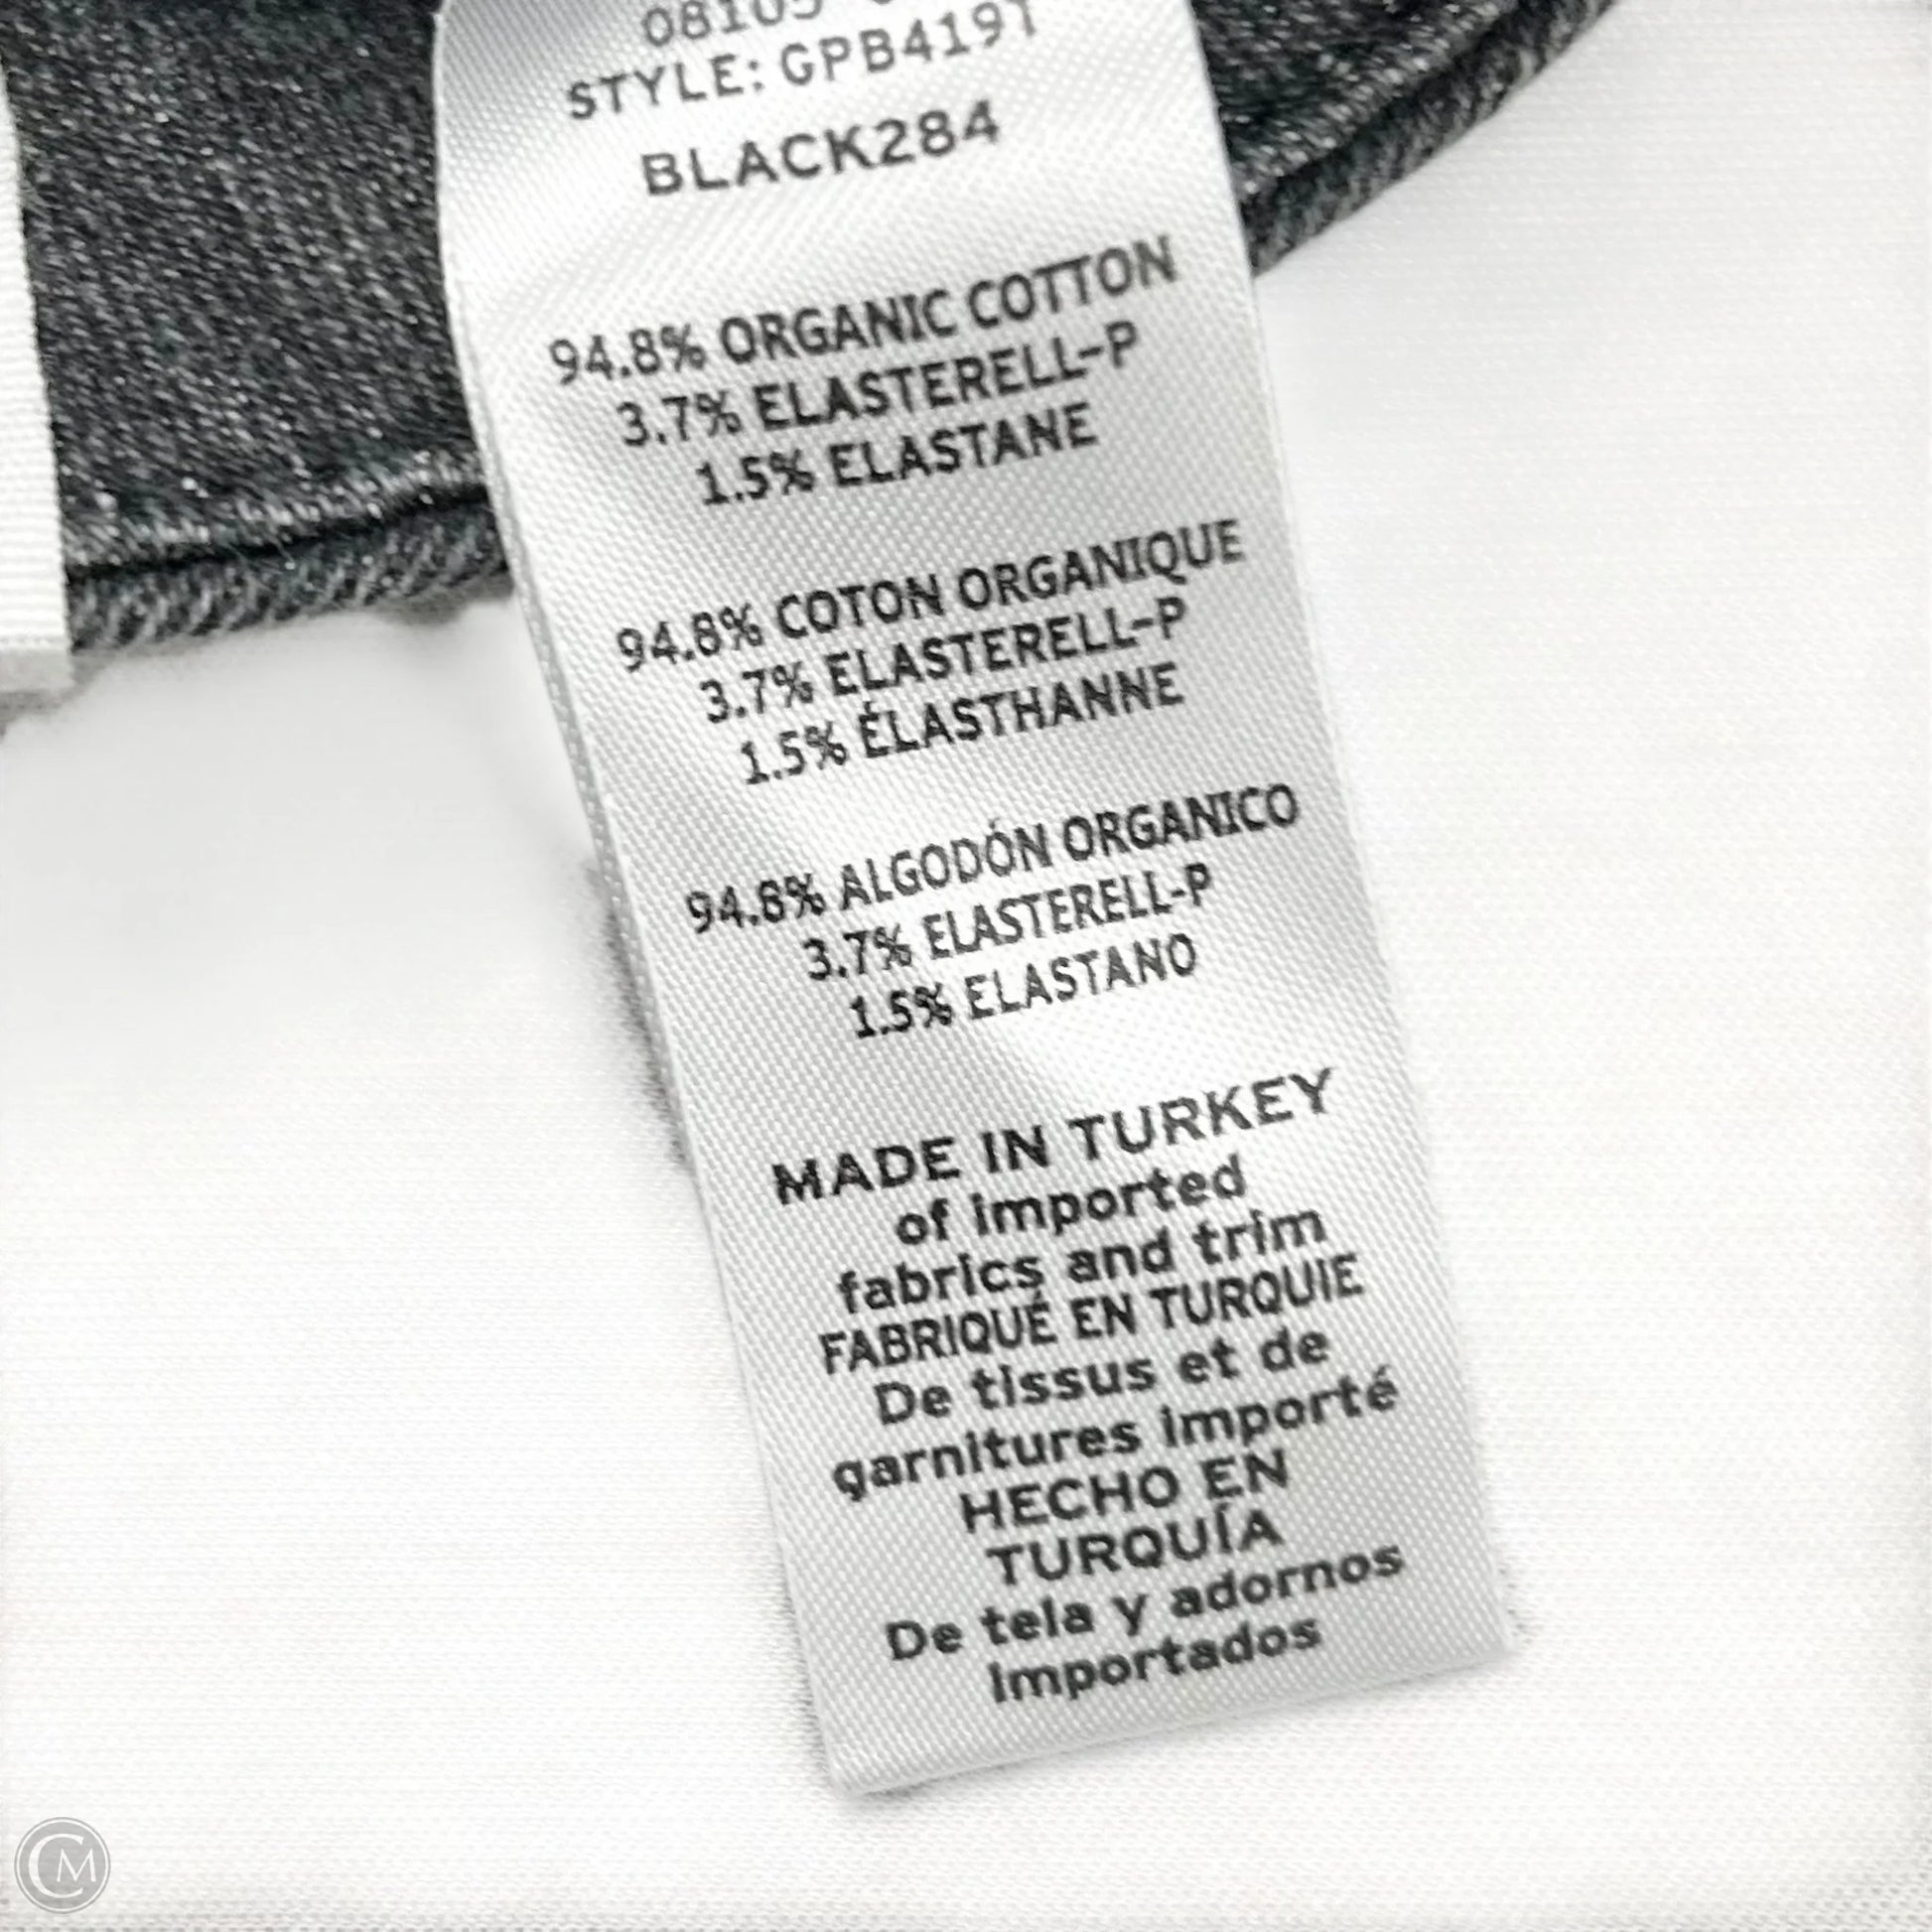 STYLE: GPB4191
BLACK284
94.8% ORGANIC COTTON
3.7% ELASTERELL-P
1.5% ELASTANE
94.8% COTON ORGANIQUE
3.7% ELASTERELL-P
1.5% ÉLASTHANNE
94.8% ALGODÓN ORGANICO
3.7% ELASTERELL-P
1.5% ELASTANO
MADE IN TURKEY
of imported
fabrics and trim
FABRIQUÉ EN TURQUIE
De tissus et de
garnitures importé
HECHO EN
TURQUÍA
De tela y adornos
importados
CM